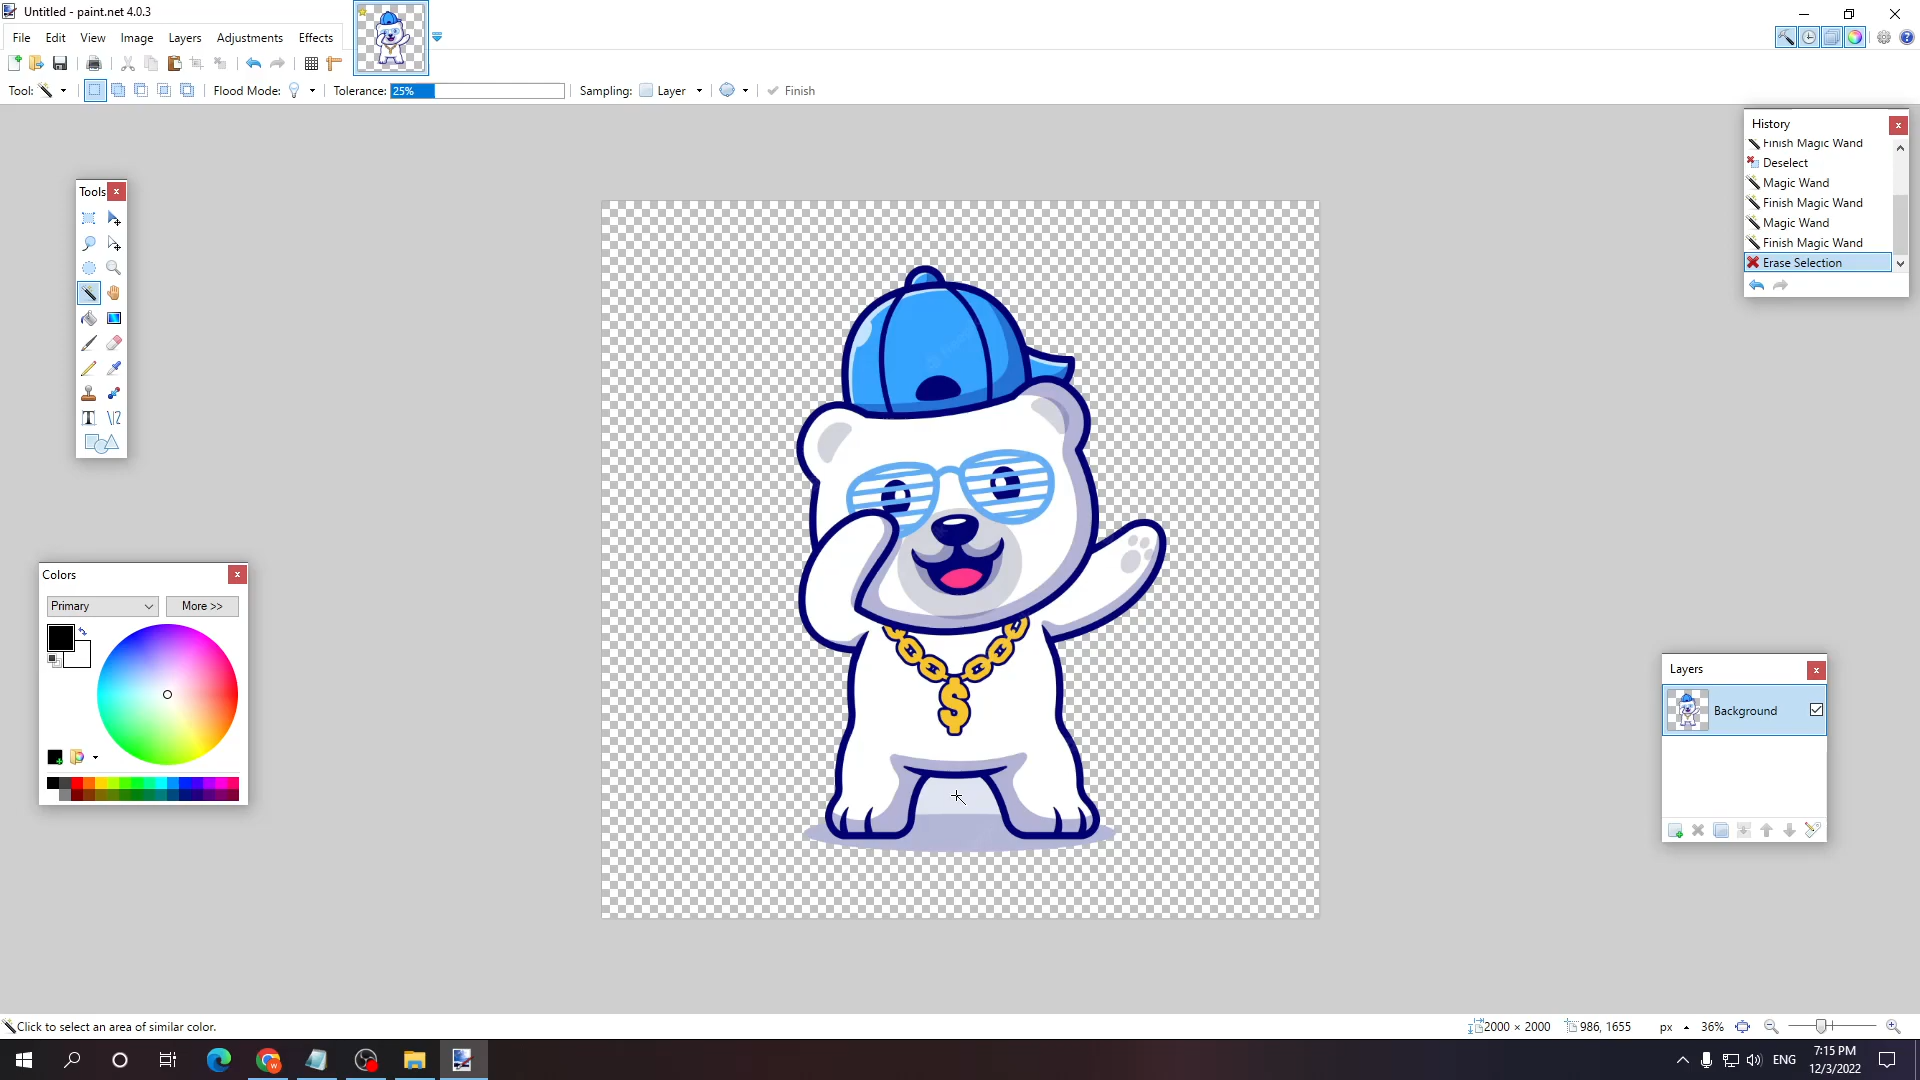 Untitled - paint.net 4.0.3
File Edit View Image Layers Adjustments Effects
Tool: Flood Mode: Tolerance: 25% Sampling: Layer Finish
History
Finish Magic Wand
Deselect
Magic Wand
Finish Magic Wand
Magic Wand
Finish Magic Wand
Erase Selection
Tools
Colors
Primary More >>
$
Layers
Background
Click to select an area of similar color. 2000 × 2000 986, 1655 px 36%
ENG 7:15 PM
12/3/2022